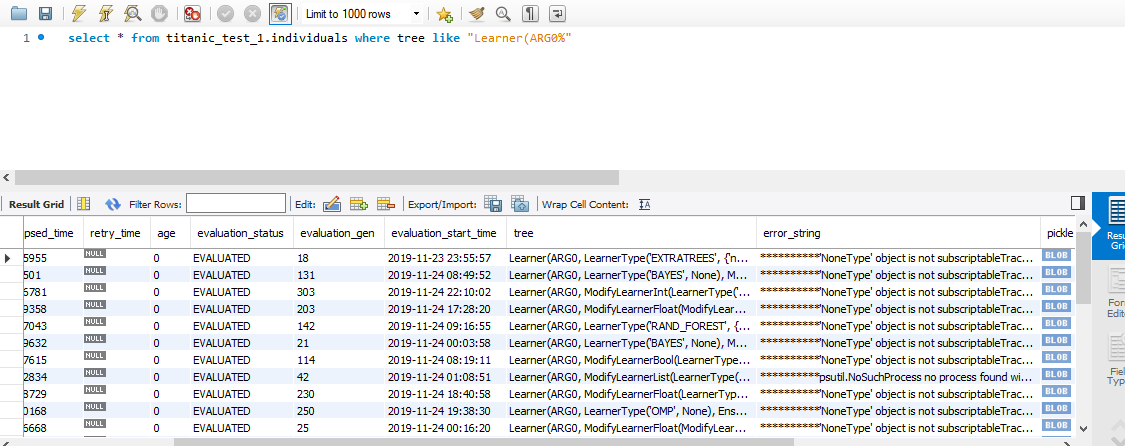 Limit to 1000 rows
1 select * from titanic_test_1.individuals where tree like "Learner(ARG0%"
Result Grid Filter Rows: Edit: Export/Import: Wrap Cell Content:
psed_time retry_time age evaluation_status evaluation_gen evaluation_start_time tree error_string pickle
5955 NULL 0 EVALUATED 18 2019-11-23 23:55:57 Learner(ARG0, LearnerType('EXTRATREES', {'n... **********'NoneType' object is not subscriptableTrac... BLOB
501 NULL 0 EVALUATED 131 2019-11-24 08:49:52 Learner(ARG0, LearnerType('BAYES', None), M... **********'NoneType' object is not subscriptableTrac... BLOB
6781 NULL 0 EVALUATED 303 2019-11-24 22:10:02 Learner(ARG0, ModifyLearnerInt(LearnerType('... **********'NoneType' object is not subscriptableTrac... BLOB
9358 NULL 0 EVALUATED 203 2019-11-24 17:28:20 Learner(ARG0, ModifyLearnerFloat(ModifyLear... **********'NoneType' object is not subscriptableTrac... BLOB
7043 NULL 0 EVALUATED 142 2019-11-24 09:16:55 Learner(ARG0, LearnerType('RAND_FOREST', {... **********'NoneType' object is not subscriptableTrac... BLOB
9632 NULL 0 EVALUATED 21 2019-11-24 00:03:58 Learner(ARG0, LearnerType('BAYES', None), M... **********'NoneType' object is not subscriptableTrac... BLOB
7615 NULL 0 EVALUATED 114 2019-11-24 08:19:11 Learner(ARG0, ModifyLearnerBool(LearnerType... **********'NoneType' object is not subscriptableTrac... BLOB
2834 NULL 0 EVALUATED 42 2019-11-24 01:08:51 Learner(ARG0, ModifyLearnerList(LearnerType(... **********psutil.NoSuchProcess no process found wi... BLOB
8729 NULL 0 EVALUATED 230 2019-11-24 18:40:58 Learner(ARG0, ModifyLearnerFloat(LearnerTyp... **********'NoneType' object is not subscriptableTrac... BLOB
0168 NULL 0 EVALUATED 250 2019-11-24 19:38:30 Learner(ARG0, LearnerType('OMP', None), Ens... **********'NoneType' object is not subscriptableTrac... BLOB
6668 NULL 0 EVALUATED 25 2019-11-24 00:16:20 Learner(ARG0, ModifyLearnerFloat(ModifyLear... **********'NoneType' object is not subscriptableTrac... BLOB
Resu
Gri
For
Edit
Fiel
Typ